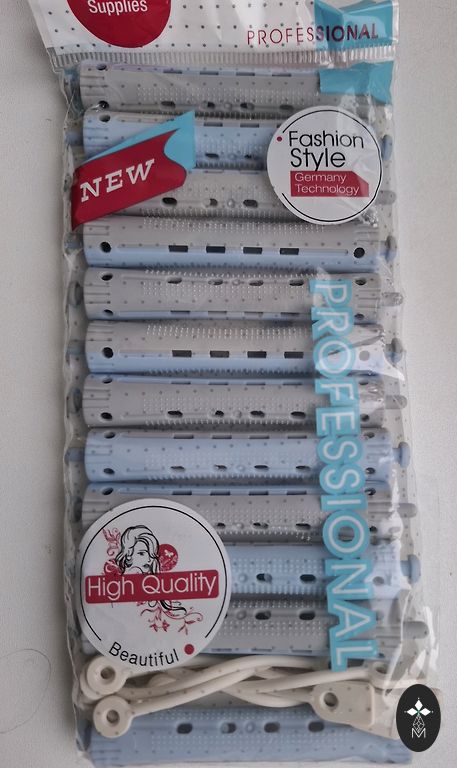 Supplies
PROFESSIONAL
Fashion
Style
Germany
Technology
NEW
PROFESSIONAL
High Quality
Beautiful
M